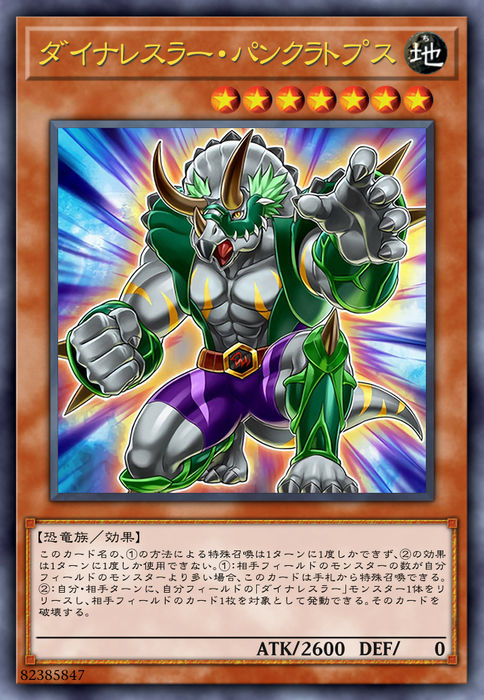 ダイナレスラー・パンクラトプス
地
ち
【恐竜族／効果】
このカード名の、①の方法による特殊召喚は1ターンに1度しかできず、②の効果
は1ターンに1度しか使用できない。①：相手フィールドのモンスターの数が自分
フィールドのモンスターより多い場合、このカードは手札から特殊召喚できる。
②：自分・相手ターンに、自分フィールドの「ダイナレスラー」モンスター1体をリ
リースし、相手フィールドのカード1枚を対象として発動できる。そのカードを
破壊する。
ATK/2600 DEF/ 0
82385847